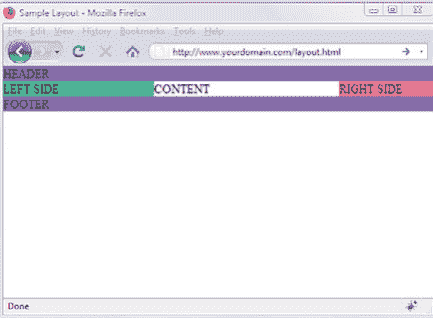 Sample Layout - Mozilla Firefox
File Edit View History Bookmarks Tools Help
http://www.yourdomain.com/layout.html
HEADER
LEFT SIDE CONTENT RIGHT SIDE
FOOTER
Done